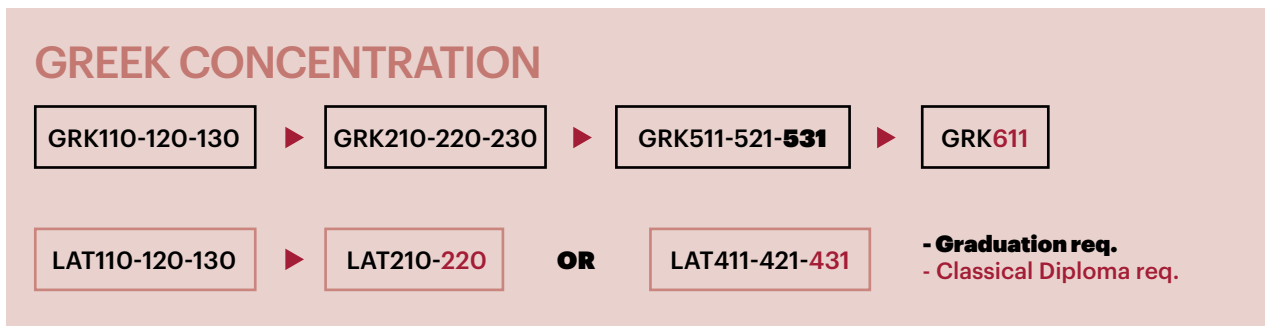 GREEK CONCENTRATION
GRK110-120-130 GRK210-220-230 GRK511-521-531 GRK611
LAT110-120-130 LAT210-220 OR LAT411-421-431
- Graduation req.
- Classical Diploma req.